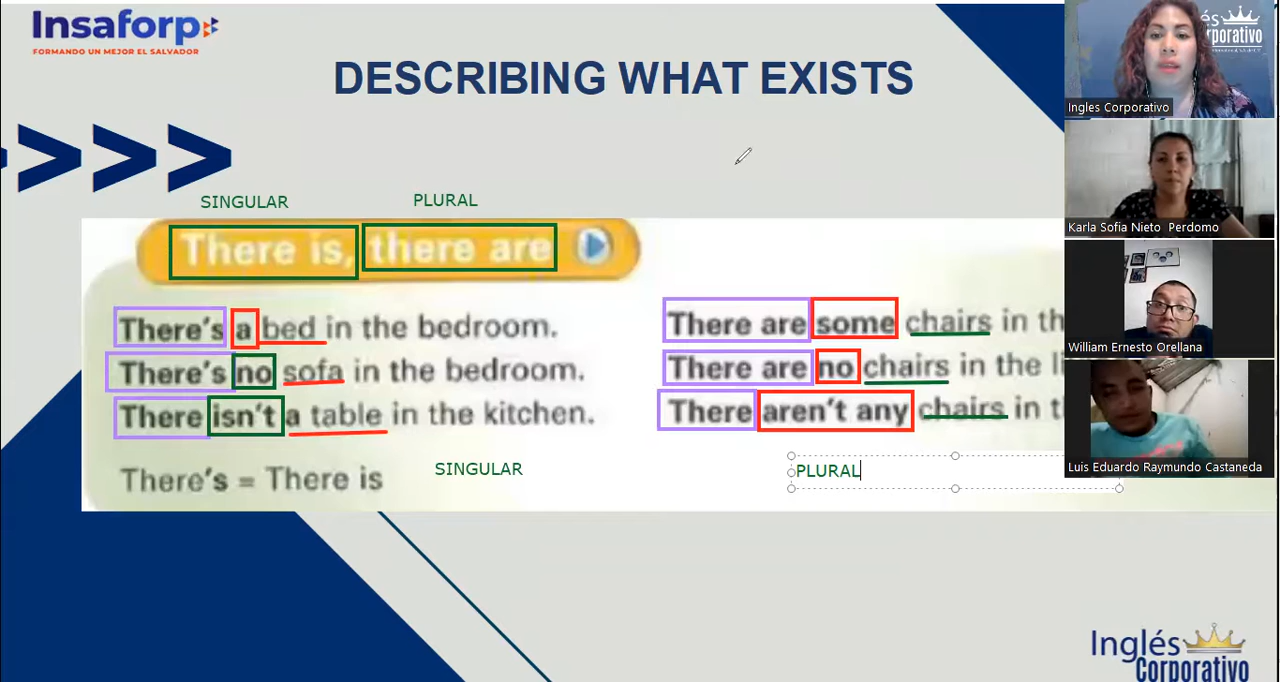 Insaforp
FORMANDO UN MEJOR EL SALVADOR
DESCRIBING WHAT EXISTS
SINGULAR
PLURAL
There is, there are
There's a bed in the bedroom.
There's no sofa in the bedroom.
There isn't a table in the kitchen.
There's = There is
SINGULAR
There are some chairs in th
There are no chairs in the li
There aren't any chairs in t
PLURAL
Ingles Corporativo
Karla Sofia Nieto Perdomo
William Ernesto Orellana
Luis Eduardo Raymundo Castaneda
Inglés
Corporativo